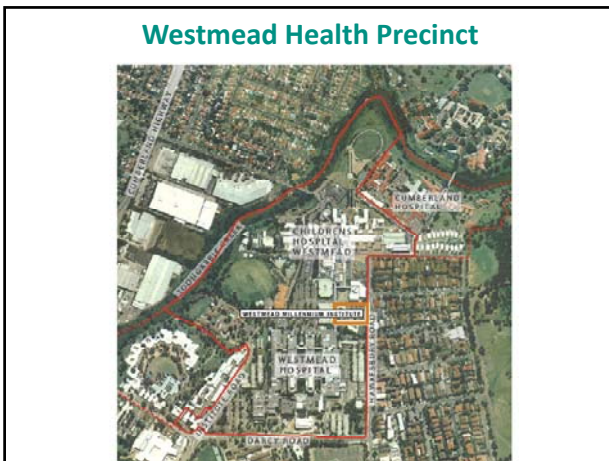 Westmead Health Precinct
CUMBERLAND HIGHWAY
CUMBERLAND
HOSPITAL
CHILDRENS
HOSPITAL
WESTMEAD
WESTMEAD MILLENNIUM INSTITUTE
HAWKESBURY ROAD
WESTMEAD
HOSPITAL
DARCY ROAD